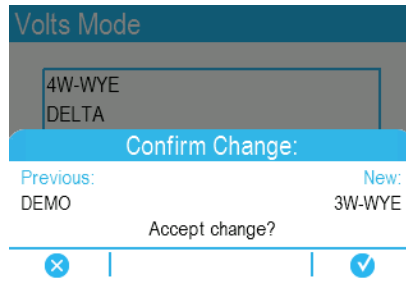 Volts Mode
4W-WYE
DELTA
Confirm Change:
Previous: New:
DEMO 3W-WYE
Accept change?